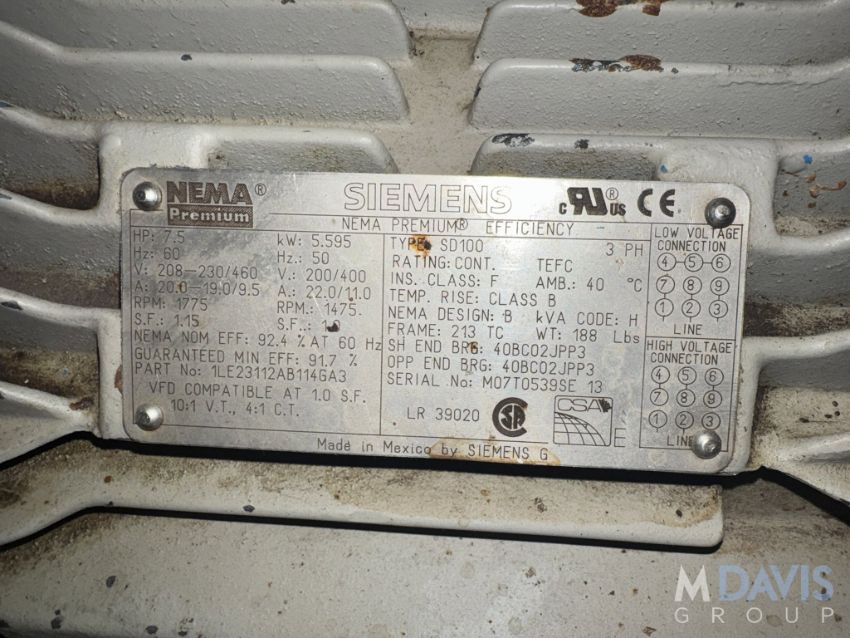 NEMA®
Premium
SIEMENS
c RU® US CE
NEMA PREMIUM® EFFICIENCY
HP: 7.5 kW: 5.595
Hz: 60 Hz.: 50
V: 208-230/460 V.: 200/400
A: 20.0-19.0/9.5 A.: 22.0/11.0
RPM: 1775 RPM.: 1475
S.F.: 1.15 S.F..:
NEMA NOM EFF: 92.4 % AT 60 Hz
GUARANTEED MIN EFF: 91.7 %
PART No: 1LE23112AB114GA3
VFD COMPATIBLE AT 1.0 S.F.
10:1 V.T., 4:1 C.T.
TYPE: SD100 3 PH
RATING: CONT. TEFC
INS. CLASS: F AMB.: 40 °C
TEMP. RISE: CLASS B
NEMA DESIGN: B kVA CODE: H
FRAME: 213 TC WT: 188 Lbs
SH END BRG: 40BC02JPP3
OPP END BRG: 40BC02JPP3
SERIAL No: M07T0539SE 13
LR 39020 SA CSA E
Made in Mexico by SIEMENS G
LOW VOLTAGE
CONNECTION
4-5-6
7 8 9
1 2 3
LINE
HIGH VOLTAGE
CONNECTION
4 5 6
7 8 9
1 2 3
LINE
M DAVIS
GROUP